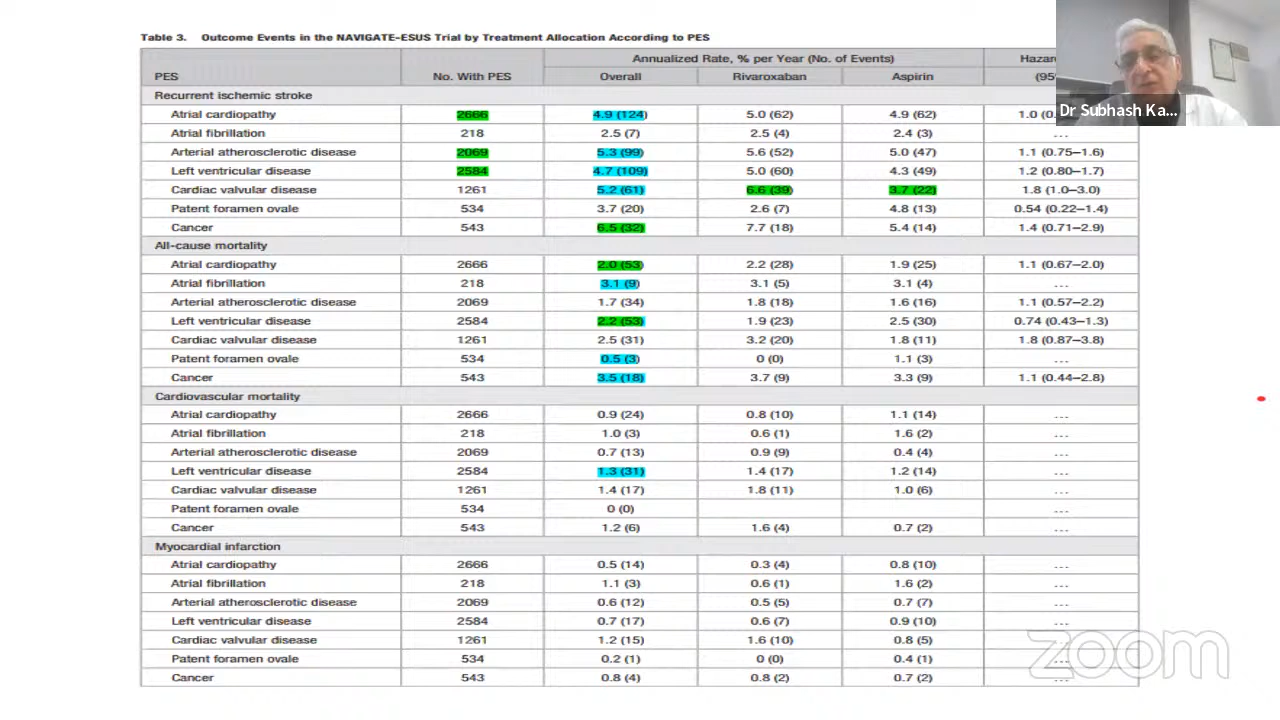 Table 3. Outcome Events in the NAVIGATE-ESUS Trial by Treatment Allocation According to PES
Annualized Rate, % per Year (No. of Events)
PES No. With PES Overall Rivaroxaban Aspirin
Recurrent ischemic stroke
Atrial cardiopathy 2666 4.9 (124) 5.0 (62) 4.9 (62) 1.0
Atrial fibrillation 218 2.5 (7) 2.5 (4) 2.4 (3) ...
Arterial atherosclerotic disease 2069 5.3 (99) 5.6 (52) 5.0 (47) 1.1 (0.75–1.6)
Left ventricular disease 2584 4.7 (109) 5.0 (60) 4.3 (49) 1.2 (0.80–1.7)
Cardiac valvular disease 1261 5.2 (61) 6.6 (39) 3.7 (22) 1.8 (1.0–3.0)
Patent foramen ovale 534 3.7 (20) 2.6 (7) 4.8 (13) 0.54 (0.22–1.4)
Cancer 543 6.5 (32) 7.7 (18) 5.4 (14) 1.4 (0.71–2.9)
All-cause mortality
Atrial cardiopathy 2666 2.0 (53) 2.2 (28) 1.9 (25) 1.1 (0.67–2.0)
Atrial fibrillation 218 3.1 (9) 3.1 (5) 3.1 (4) ...
Arterial atherosclerotic disease 2069 1.7 (34) 1.8 (18) 1.6 (16) 1.1 (0.57–2.2)
Left ventricular disease 2584 2.2 (53) 1.9 (23) 2.5 (30) 0.74 (0.43–1.3)
Cardiac valvular disease 1261 2.5 (31) 3.2 (20) 1.8 (11) 1.8 (0.87–3.8)
Patent foramen ovale 534 0.5 (3) 0 (0) 1.1 (3) ...
Cancer 543 3.5 (18) 3.7 (9) 3.3 (9) 1.1 (0.44–2.8)
Cardiovascular mortality
Atrial cardiopathy 2666 0.9 (24) 0.8 (10) 1.1 (14) ...
Atrial fibrillation 218 1.0 (3) 0.6 (1) 1.6 (2) ...
Arterial atherosclerotic disease 2069 0.7 (13) 0.9 (9) 0.4 (4) ...
Left ventricular disease 2584 1.3 (31) 1.4 (17) 1.2 (14) ...
Cardiac valvular disease 1261 1.4 (17) 1.8 (11) 1.0 (6) ...
Patent foramen ovale 534 0 (0) ...
Cancer 543 1.2 (6) 1.6 (4) 0.7 (2) ...
Myocardial infarction
Atrial cardiopathy 2666 0.5 (14) 0.3 (4) 0.8 (10) ...
Atrial fibrillation 218 1.1 (3) 0.6 (1) 1.6 (2) ...
Arterial atherosclerotic disease 2069 0.6 (12) 0.5 (5) 0.7 (7) ...
Left ventricular disease 2584 0.7 (17) 0.6 (7) 0.9 (10) ...
Cardiac valvular disease 1261 1.2 (15) 1.6 (10) 0.8 (5)
Patent foramen ovale 534 0.2 (1) 0 (0) 0.4 (1)
Cancer 543 0.8 (4) 0.8 (2) 0.7 (2) ...
Dr Subhash Ka...
zoom